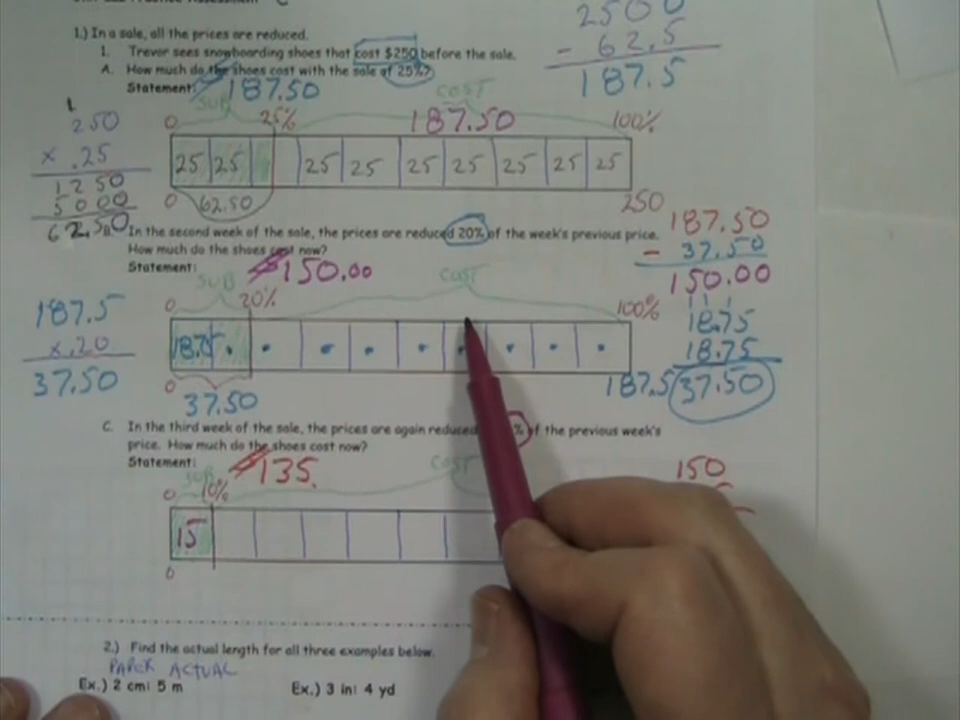 2500
- 62.5
187.5
1.) In a sale, all the prices are reduced.
1. Trevor sees snowboarding shoes that cost $250 before the sale.
A. How much do the shoes cost with the sale of 25%?
Statement: 187.50
SUB COST
0 25% 187.50 100%
25 25 25 25 25 25 25 25 25
0 62.50 250
1.
250
x .25
1250
5000
62.50
B. In the second week of the sale, the prices are reduced 20% of the week's previous price.
How much do the shoes cost now?
Statement: 150.00
SUB COST
0 20% 100%
18.75
0 187.5
37.50
187.5
x.20
37.50
187.50
- 37.50
150.00
18.75
18.75
37.50
C. In the third week of the sale, the prices are again reduced % of the previous week's
price. How much do the shoes cost now?
Statement: 135.
SUB COST
0 10%
15
0
150
2.) Find the actual length for all three examples below.
ACTUAL
Ex.) 2 cm: 5 m Ex.) 3 in: 4 yd